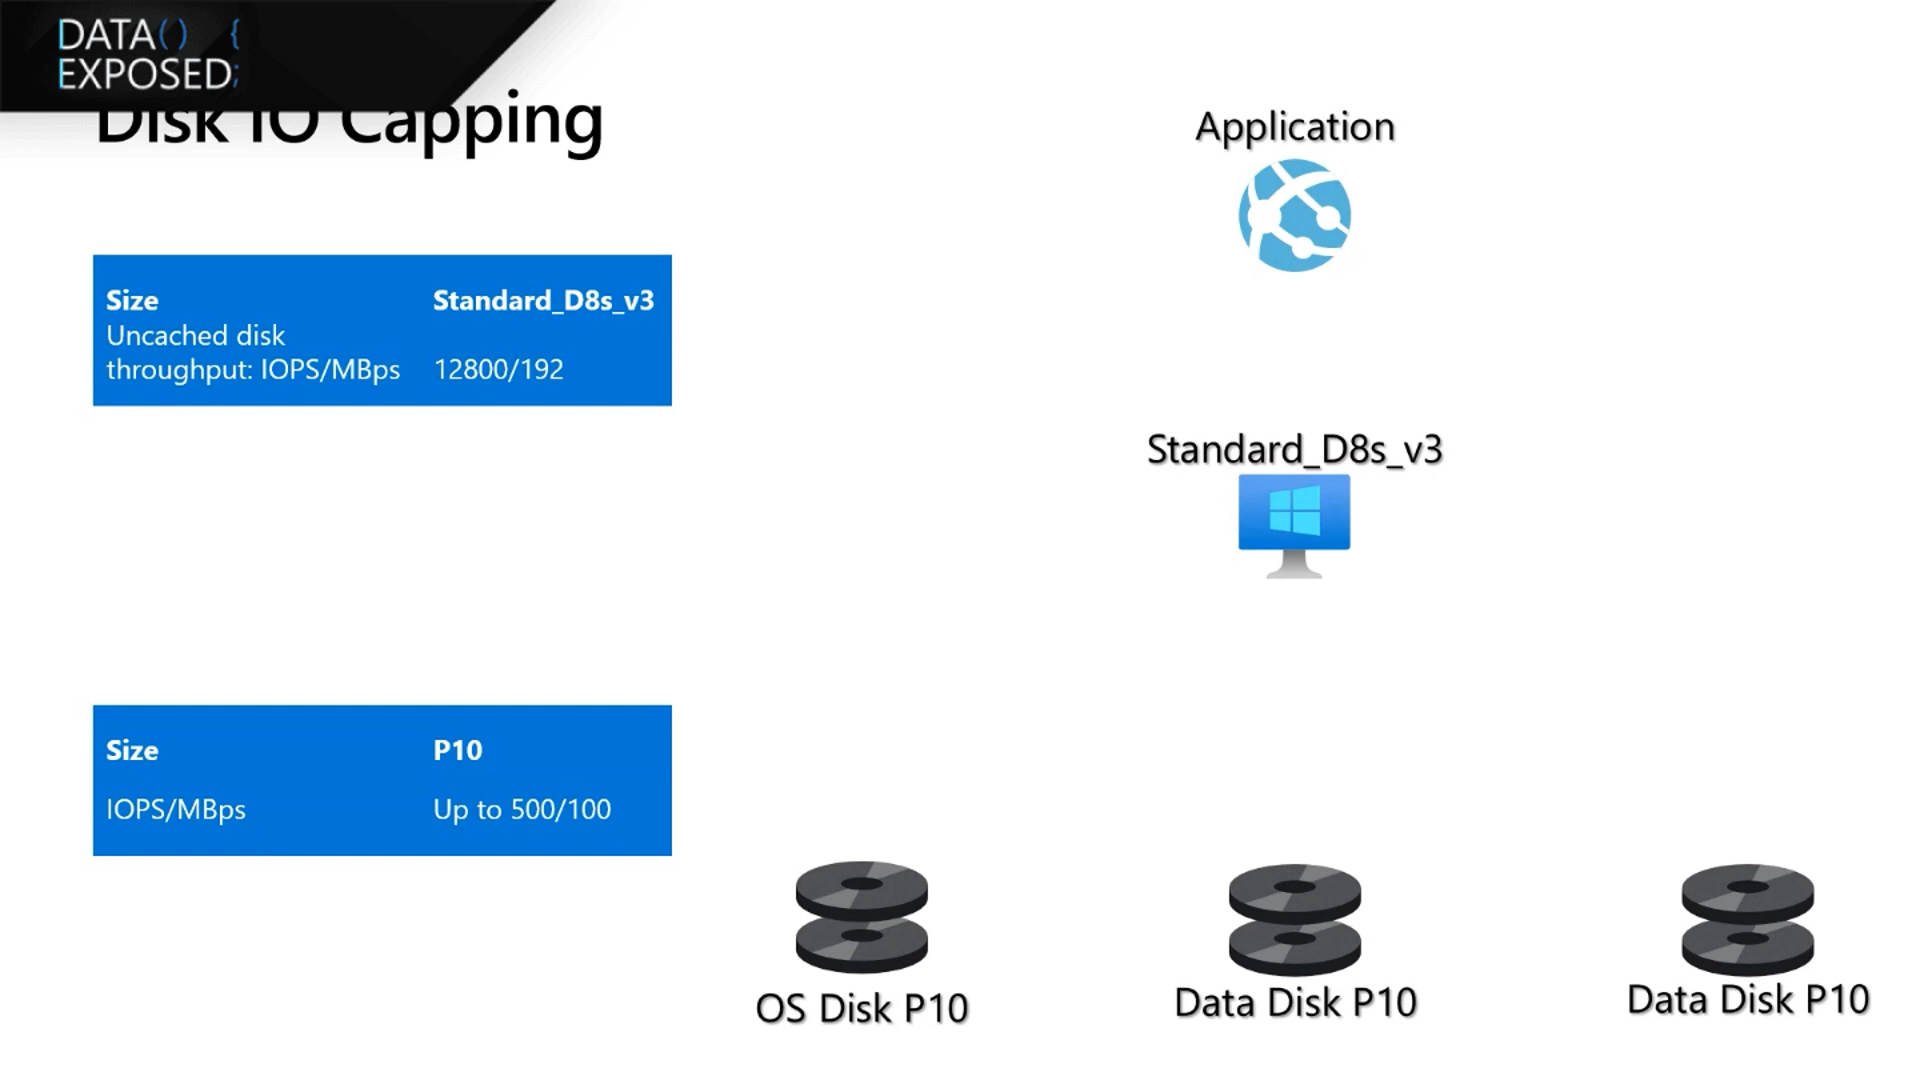 DATA() {
EXPOSED;
Disk IO Capping
Application
Size Standard_D8s_v3
Uncached disk
throughput: IOPS/MBps 12800/192
Standard_D8s_v3
Size P10
IOPS/MBps Up to 500/100
OS Disk P10
Data Disk P10
Data Disk P10